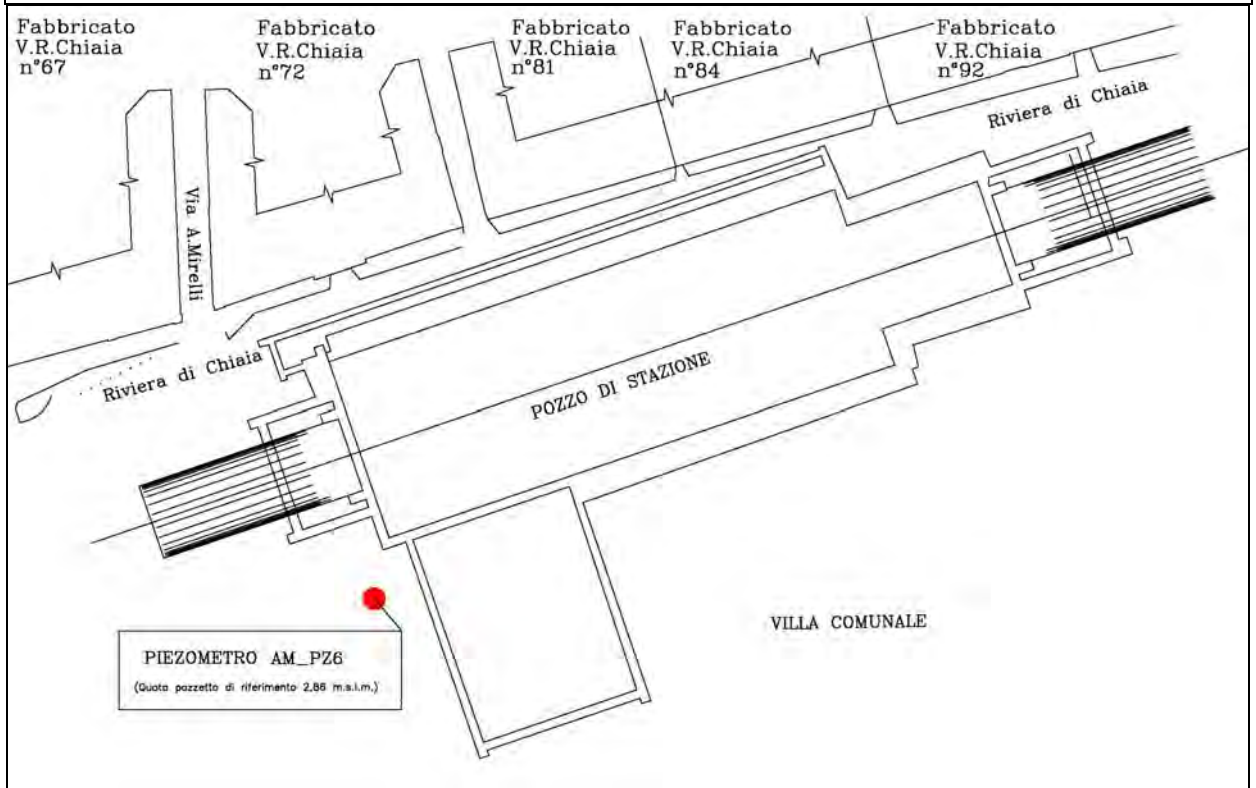 Fabbricato
V.R.Chiaia
n°67
Fabbricato
V.R.Chiaia
n°72
Fabbricato
V.R.Chiaia
n°81
Fabbricato
V.R.Chiaia
n°84
Fabbricato
V.R.Chiaia
n°92
Riviera di Chiaia
Via A.Mirelli
Riviera di Chiaia
POZZO DI STAZIONE
VILLA COMUNALE
PIEZOMETRO AM_PZ6
(Quota pozzetto di riferimento 2,86 m.s.l.m.)